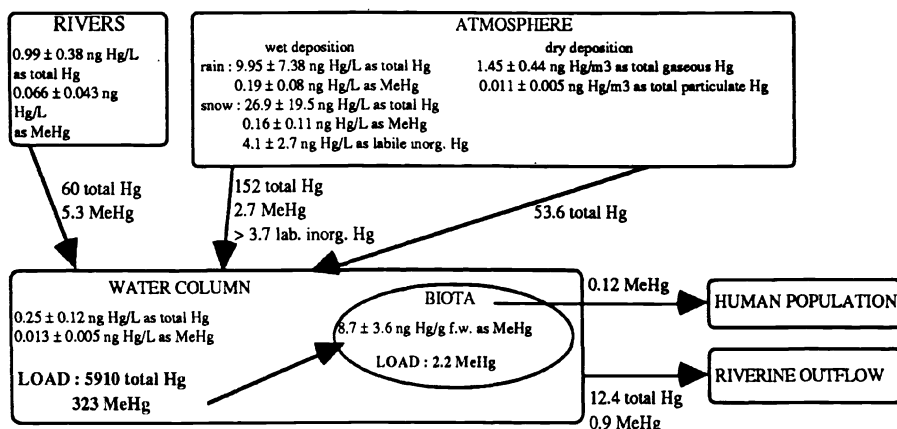 RIVERS
0.99 ± 0.38 ng Hg/L
as total Hg
0.066 ± 0.043 ng
Hg/L
as MeHg
ATMOSPHERE
wet deposition
rain : 9.95 ± 7.38 ng Hg/L as total Hg
0.19 ± 0.08 ng Hg/L as MeHg
snow : 26.9 ± 19.5 ng Hg/L as total Hg
0.16 ± 0.11 ng Hg/L as MeHg
4.1 ± 2.7 ng Hg/L as labile inorg. Hg
dry deposition
1.45 ± 0.44 ng Hg/m3 as total gaseous Hg
0.011 ± 0.005 ng Hg/m3 as total particulate Hg
60 total Hg
5.3 MeHg
152 total Hg
2.7 MeHg
> 3.7 lab. inorg. Hg
53.6 total Hg
WATER COLUMN
0.25 ± 0.12 ng Hg/L as total Hg
0.013 ± 0.005 ng Hg/L as MeHg
LOAD : 5910 total Hg
323 MeHg
BIOTA
8.7 ± 3.6 ng Hg/g f.w. as MeHg
LOAD : 2.2 MeHg
0.12 MeHg
HUMAN POPULATION
RIVERINE OUTFLOW
12.4 total Hg
0.9 MeHg